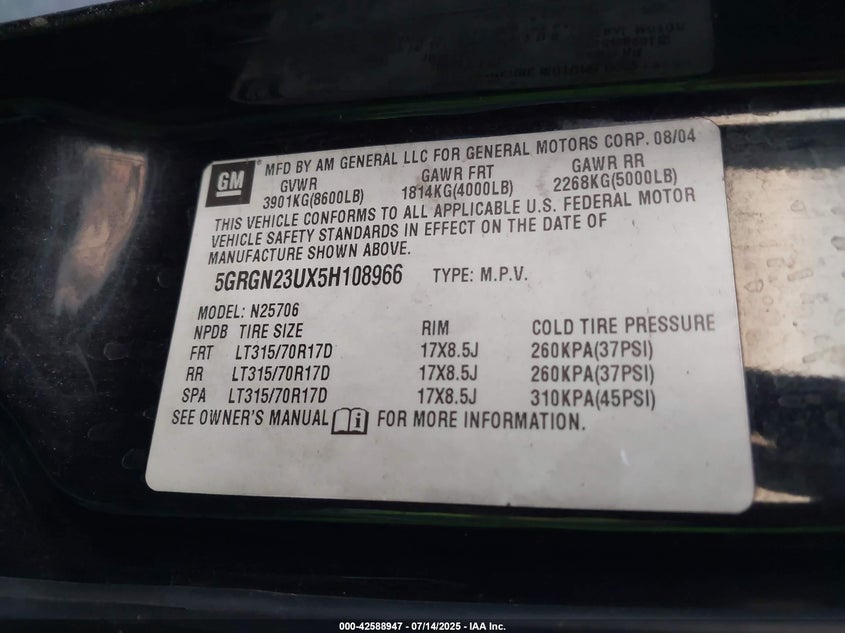 GM
MFD BY AM GENERAL LLC FOR GENERAL MOTORS CORP. 08/04
GVWR GAWR FRT GAWR RR
3901KG(8600LB) 1814KG(4000LB) 2268KG(5000LB)
THIS VEHICLE CONFORMS TO ALL APPLICABLE U.S. FEDERAL MOTOR
VEHICLE SAFETY STANDARDS IN EFFECT ON THE DATE OF
MANUFACTURE SHOWN ABOVE.
5GRGN23UX5H108966 TYPE: M.P.V.
MODEL: N25706
NPDB TIRE SIZE RIM COLD TIRE PRESSURE
FRT LT315/70R17D 17X8.5J 260KPA(37PSI)
RR LT315/70R17D 17X8.5J 260KPA(37PSI)
SPA LT315/70R17D 17X8.5J 310KPA(45PSI)
SEE OWNER'S MANUAL i FOR MORE INFORMATION.
000-42588947 - 07/14/2025 - IAA Inc.